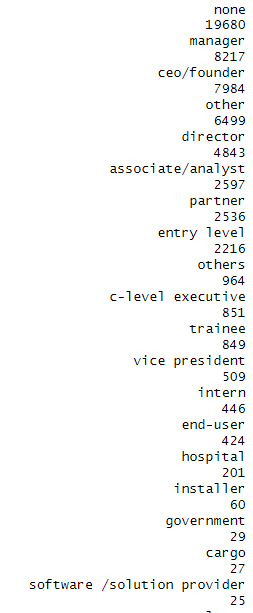 none
19680
manager
8217
ceo/founder
7984
other
6499
director
4843
associate/analyst
2597
partner
2536
entry level
2216
others
964
c-level executive
851
trainee
849
vice president
509
intern
446
end-user
424
hospital
201
installer
60
government
29
cargo
27
software /solution provider
25